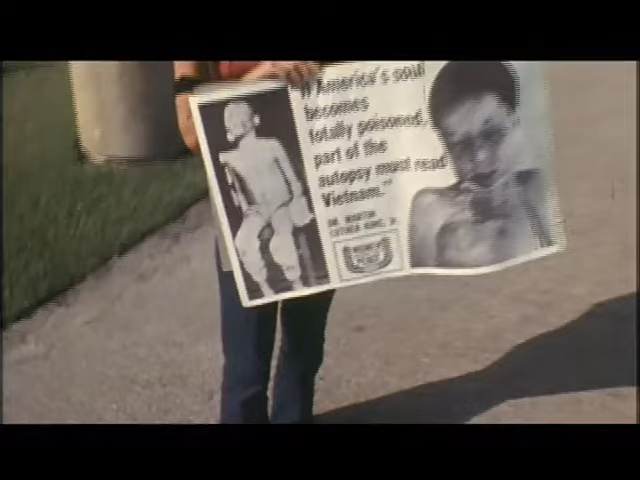 "If America's soul
becomes
totally poisoned,
part of the
autopsy must read
Vietnam."
DR. MARTIN
LUTHER KING, Jr.